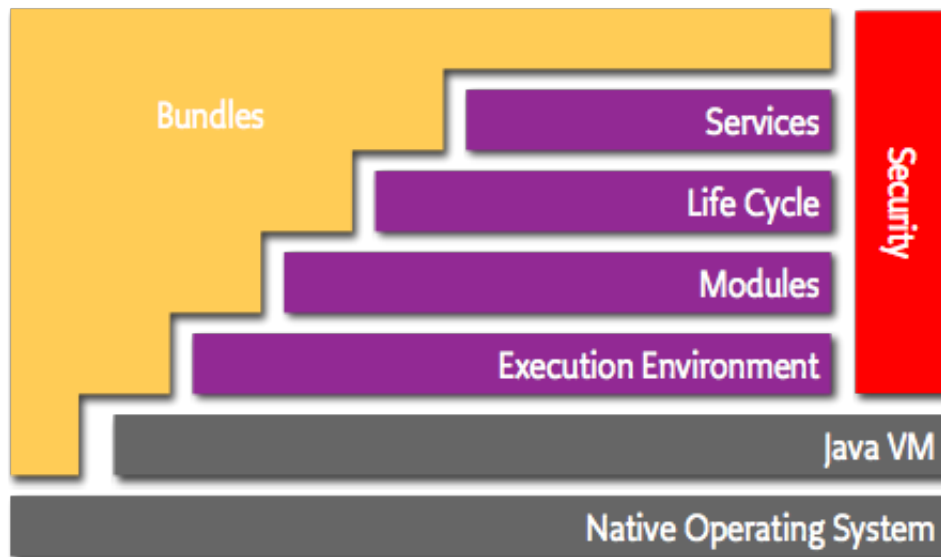 Bundles
Services
Life Cycle
Modules
Execution Environment
Java VM
Native Operating System
Security